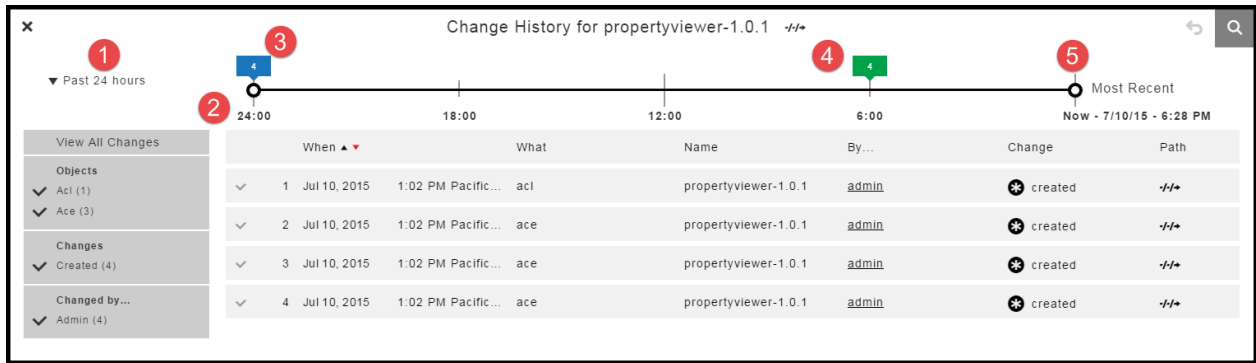 Change History for propertyviewer-1.0.1 -/-/→
1 3 4 5
▼ Past 24 hours 4 4 Most Recent
2 24:00 18:00 12:00 6:00 Now - 7/10/15 - 6:28 PM
View All Changes
Objects
Acl (1)
Ace (3)
Changes
Created (4)
Changed by...
Admin (4)
When ▲ ▼ What Name By... Change Path
1 Jul 10, 2015 1:02 PM Pacific... acl propertyviewer-1.0.1 admin created -/-/→
2 Jul 10, 2015 1:02 PM Pacific... ace propertyviewer-1.0.1 admin created -/-/→
3 Jul 10, 2015 1:02 PM Pacific... ace propertyviewer-1.0.1 admin created -/-/→
4 Jul 10, 2015 1:02 PM Pacific... ace propertyviewer-1.0.1 admin created -/-/→